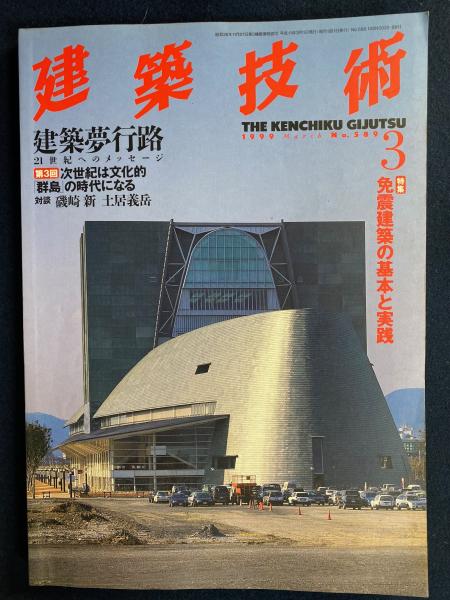 建築技術
THE KENCHIKU GIJUTSU
1999 March No.589
3
建築夢行路
21世紀へのメッセージ
第3回 次世紀は文化的
「群島」の時代になる
対談 磯崎 新 土居義岳
特集
免震建築の基本と実践